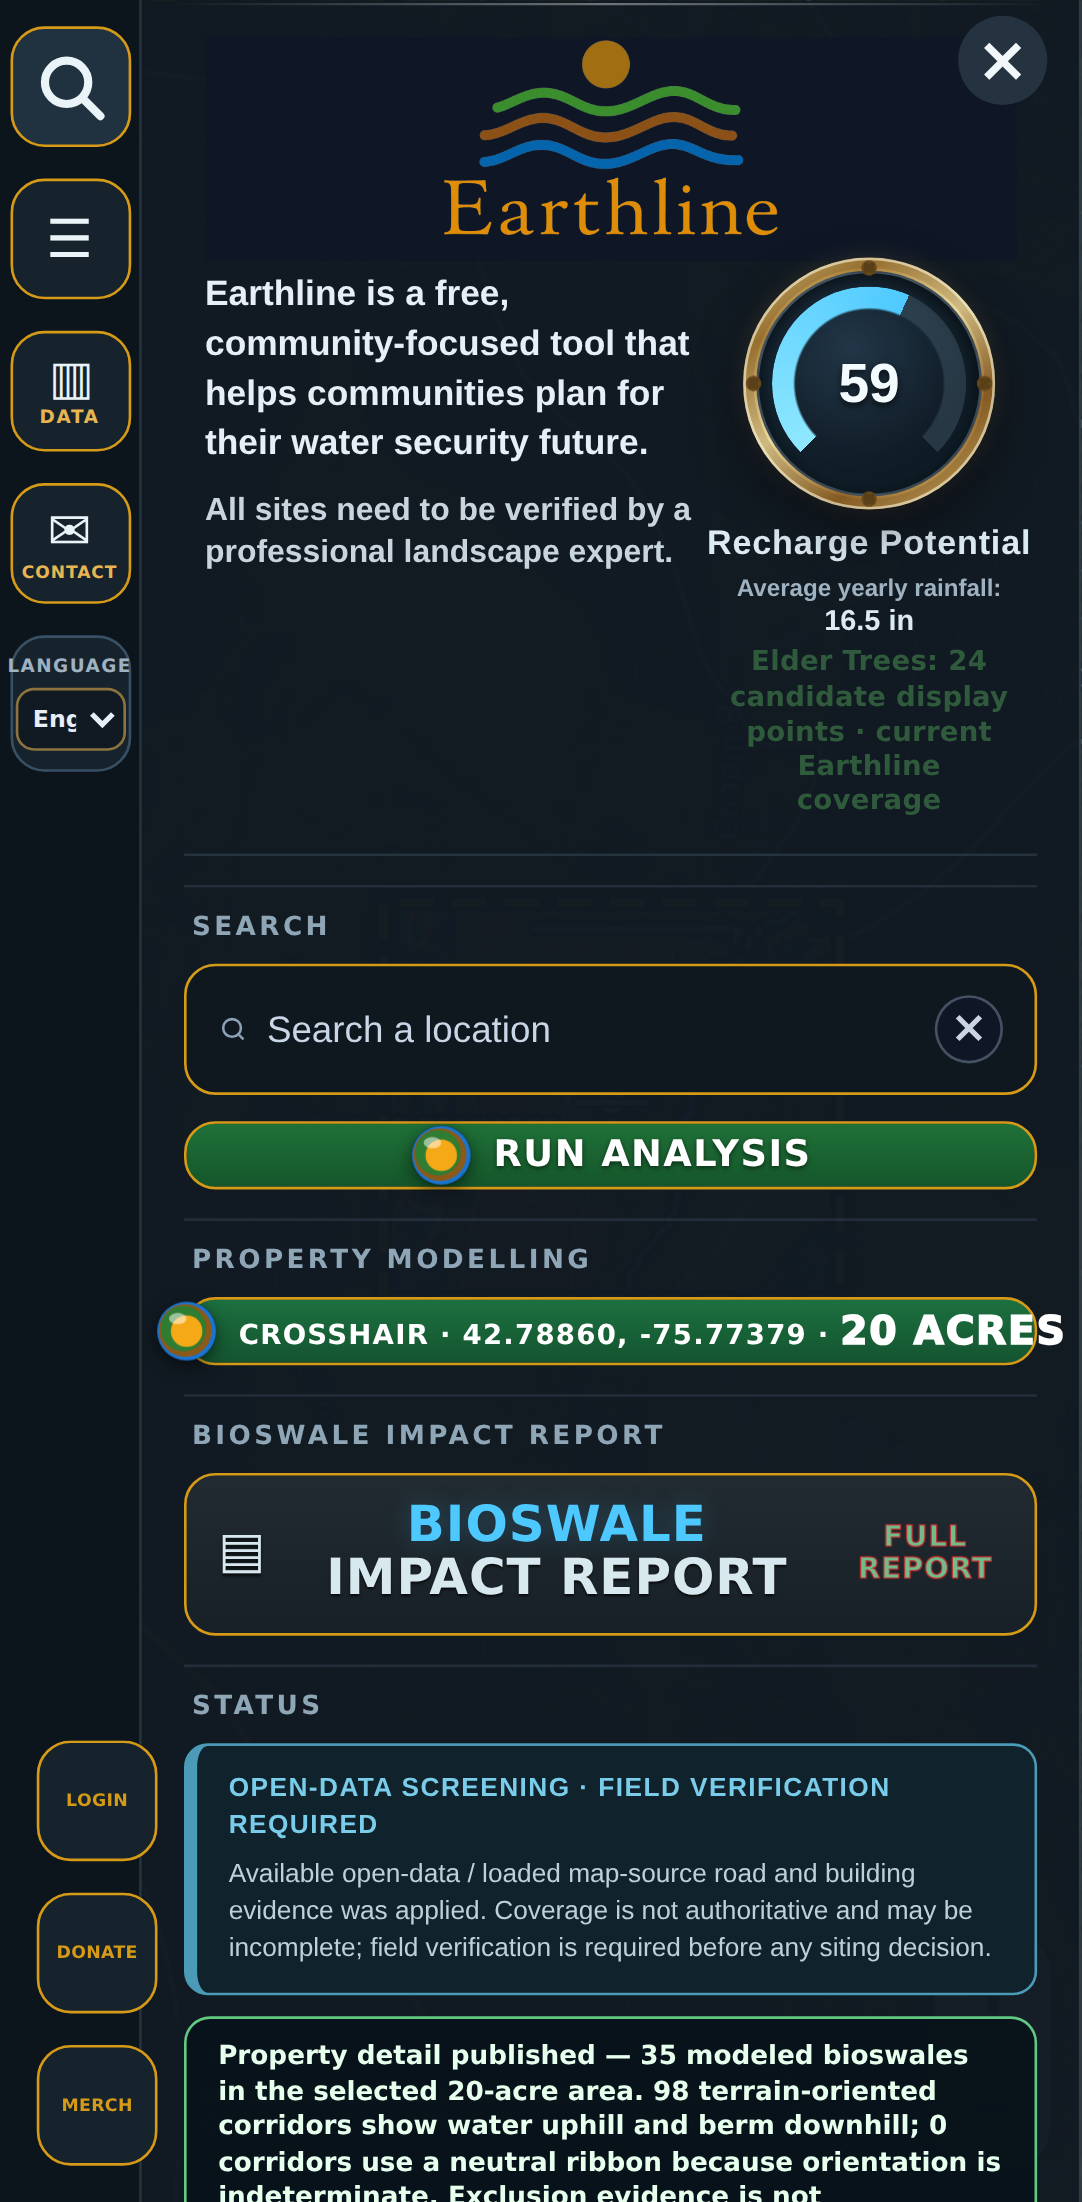 Earthline
Earthline is a free,
community-focused tool that
helps communities plan for
their water security future.
All sites need to be verified by a
professional landscape expert.
59
Recharge Potential
Average yearly rainfall:
16.5 in
Elder Trees: 24
candidate display
points · current
Earthline
coverage
DATA
CONTACT
LANGUAGE
Eng
SEARCH
Search a location
RUN ANALYSIS
PROPERTY MODELLING
CROSSHAIR · 42.78860, -75.77379 · 20 ACRES
BIOSWALE IMPACT REPORT
BIOSWALE
IMPACT REPORT
FULL
REPORT
STATUS
OPEN-DATA SCREENING · FIELD VERIFICATION
REQUIRED
Available open-data / loaded map-source road and building
evidence was applied. Coverage is not authoritative and may be
incomplete; field verification is required before any siting decision.
LOGIN
DONATE
MERCH
Property detail published — 35 modeled bioswales
in the selected 20-acre area. 98 terrain-oriented
corridors show water uphill and berm downhill; 0
corridors use a neutral ribbon because orientation is
indeterminate. Exclusion evidence is not